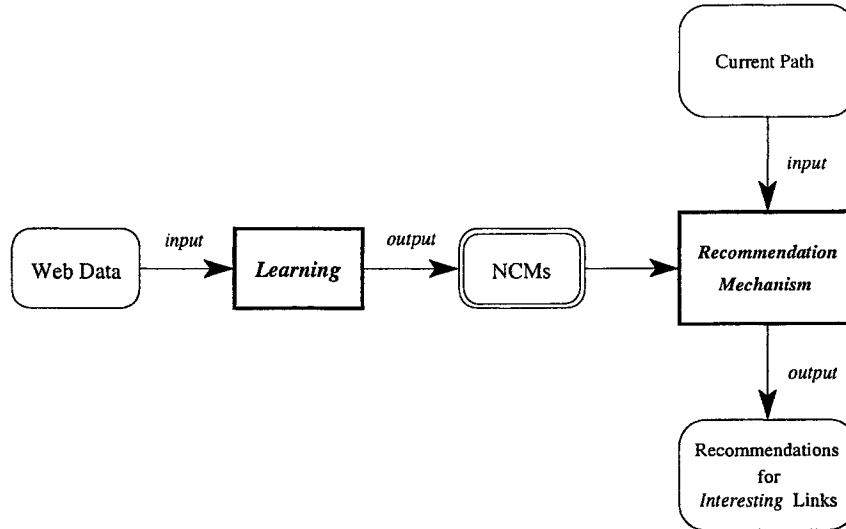 Current Path
input
input
output
Web Data
Learning
NCMs
Recommendation
Mechanism
output
Recommendations
for
Interesting Links